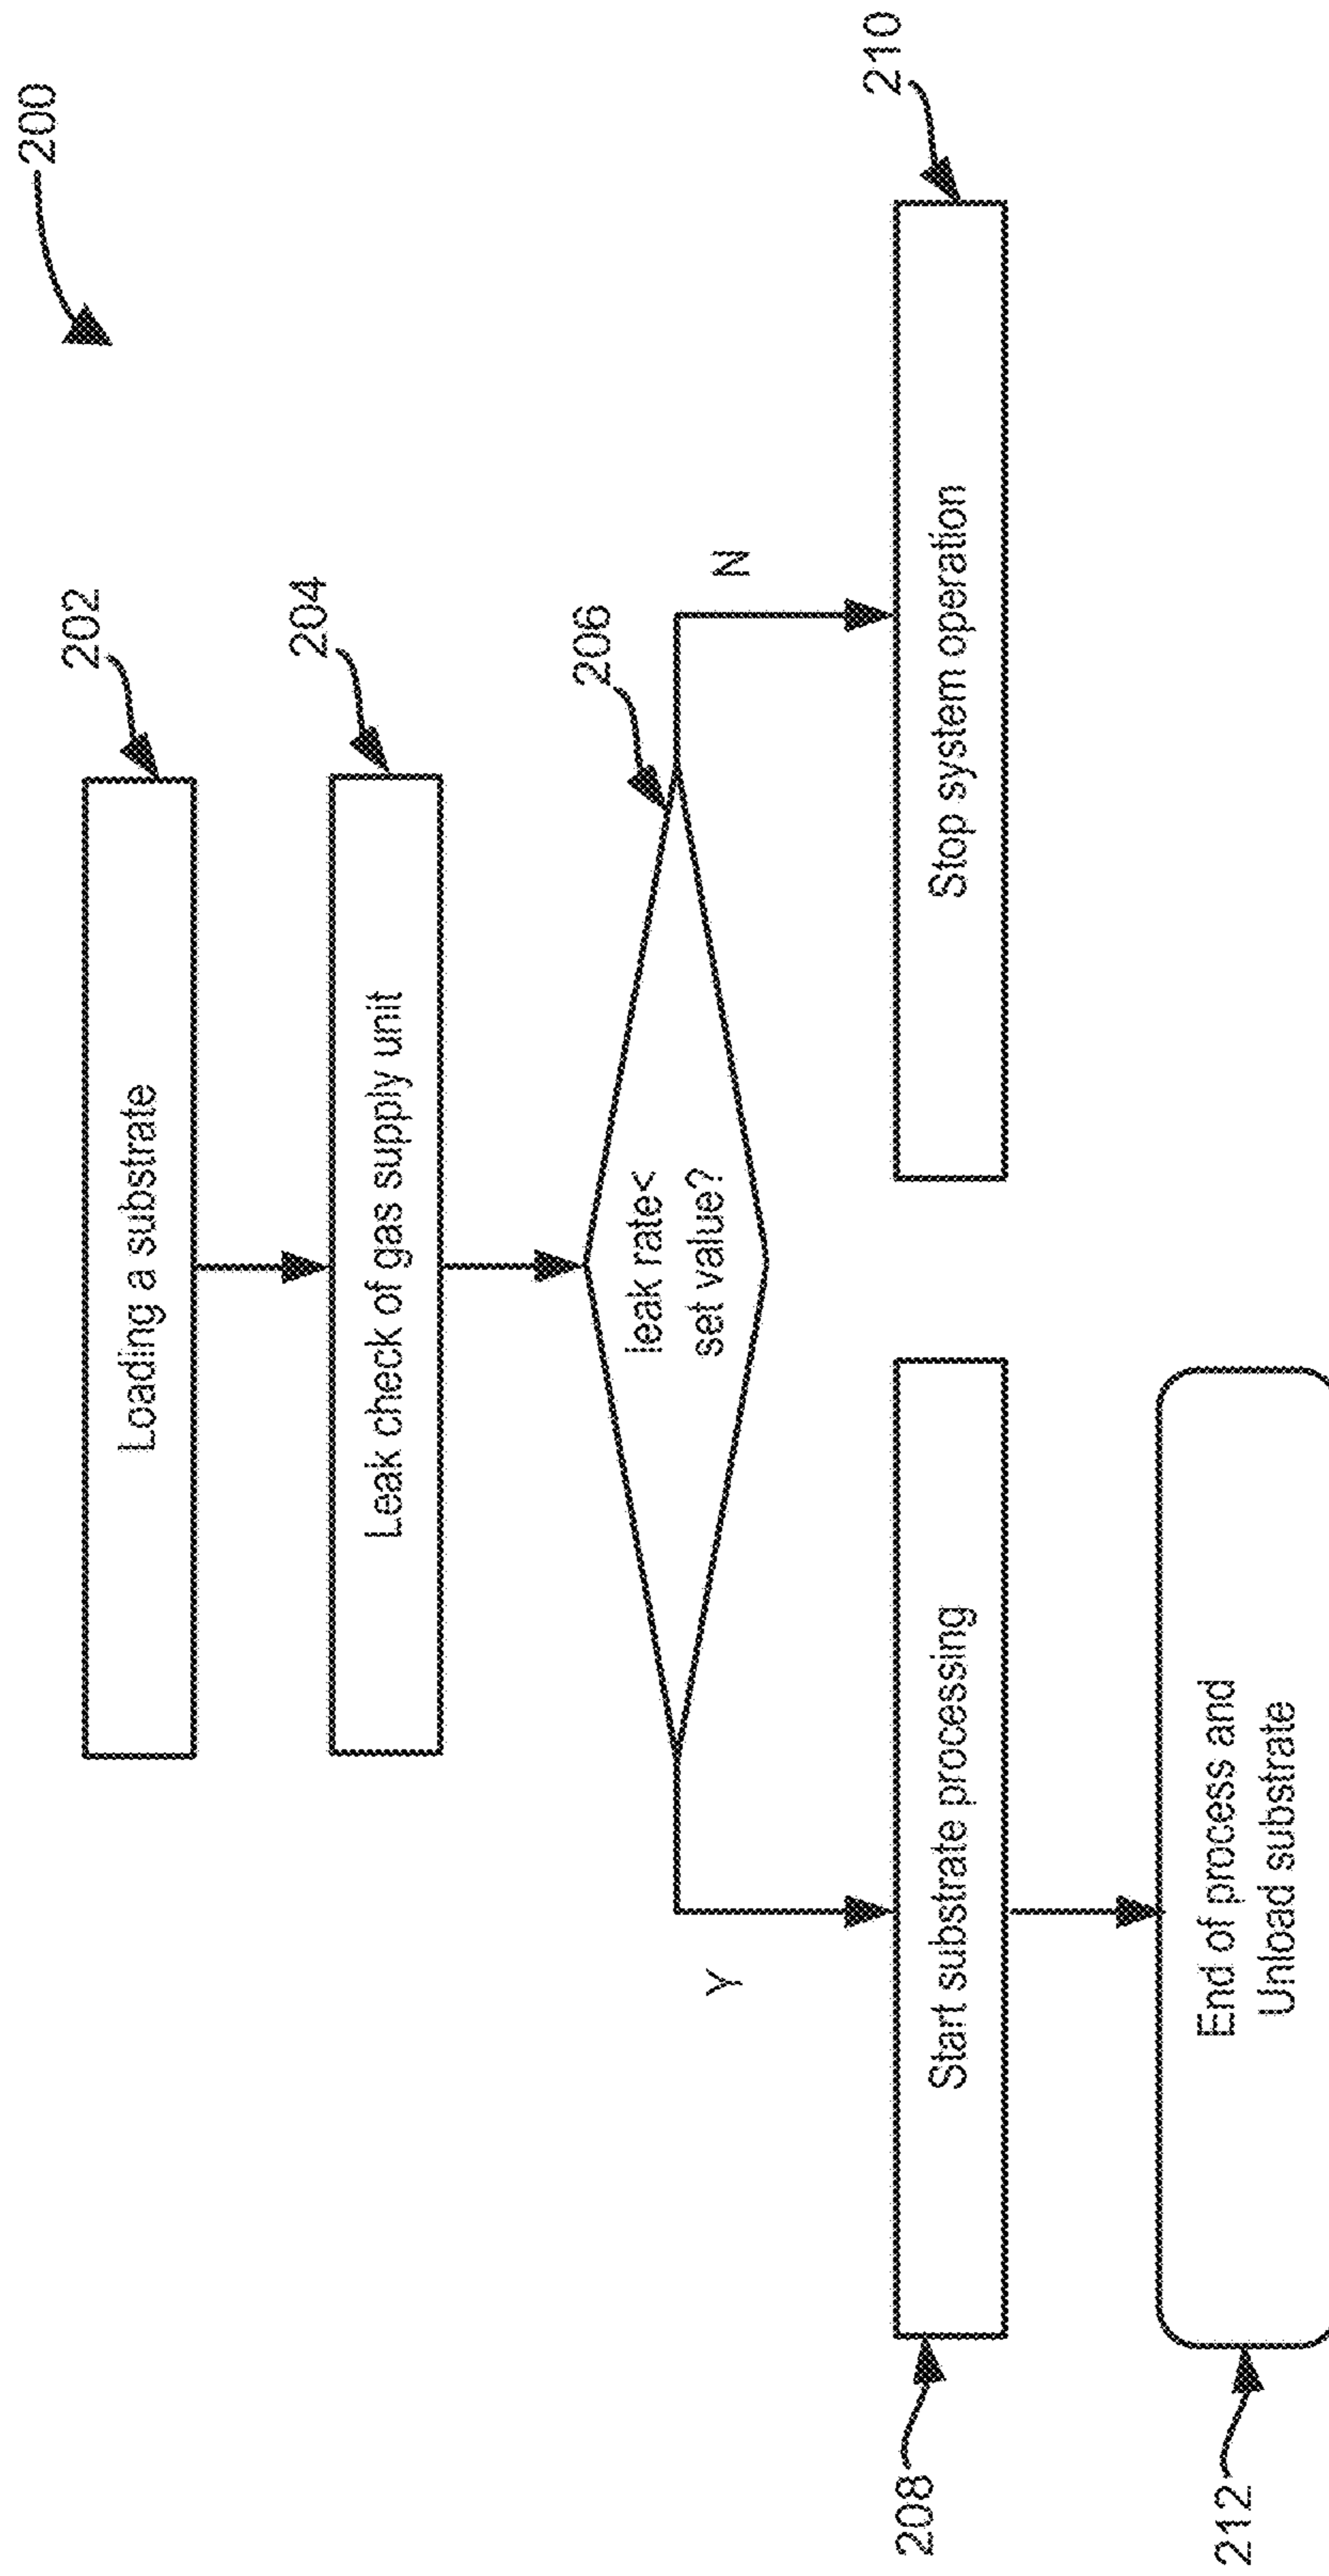 200
202
Loading a substrate
204
Leak check of gas supply unit
206
leak rate<
set value?
Y
N
208
Start substrate processing
Stop system operation
210
212
End of process and
Unload substrate